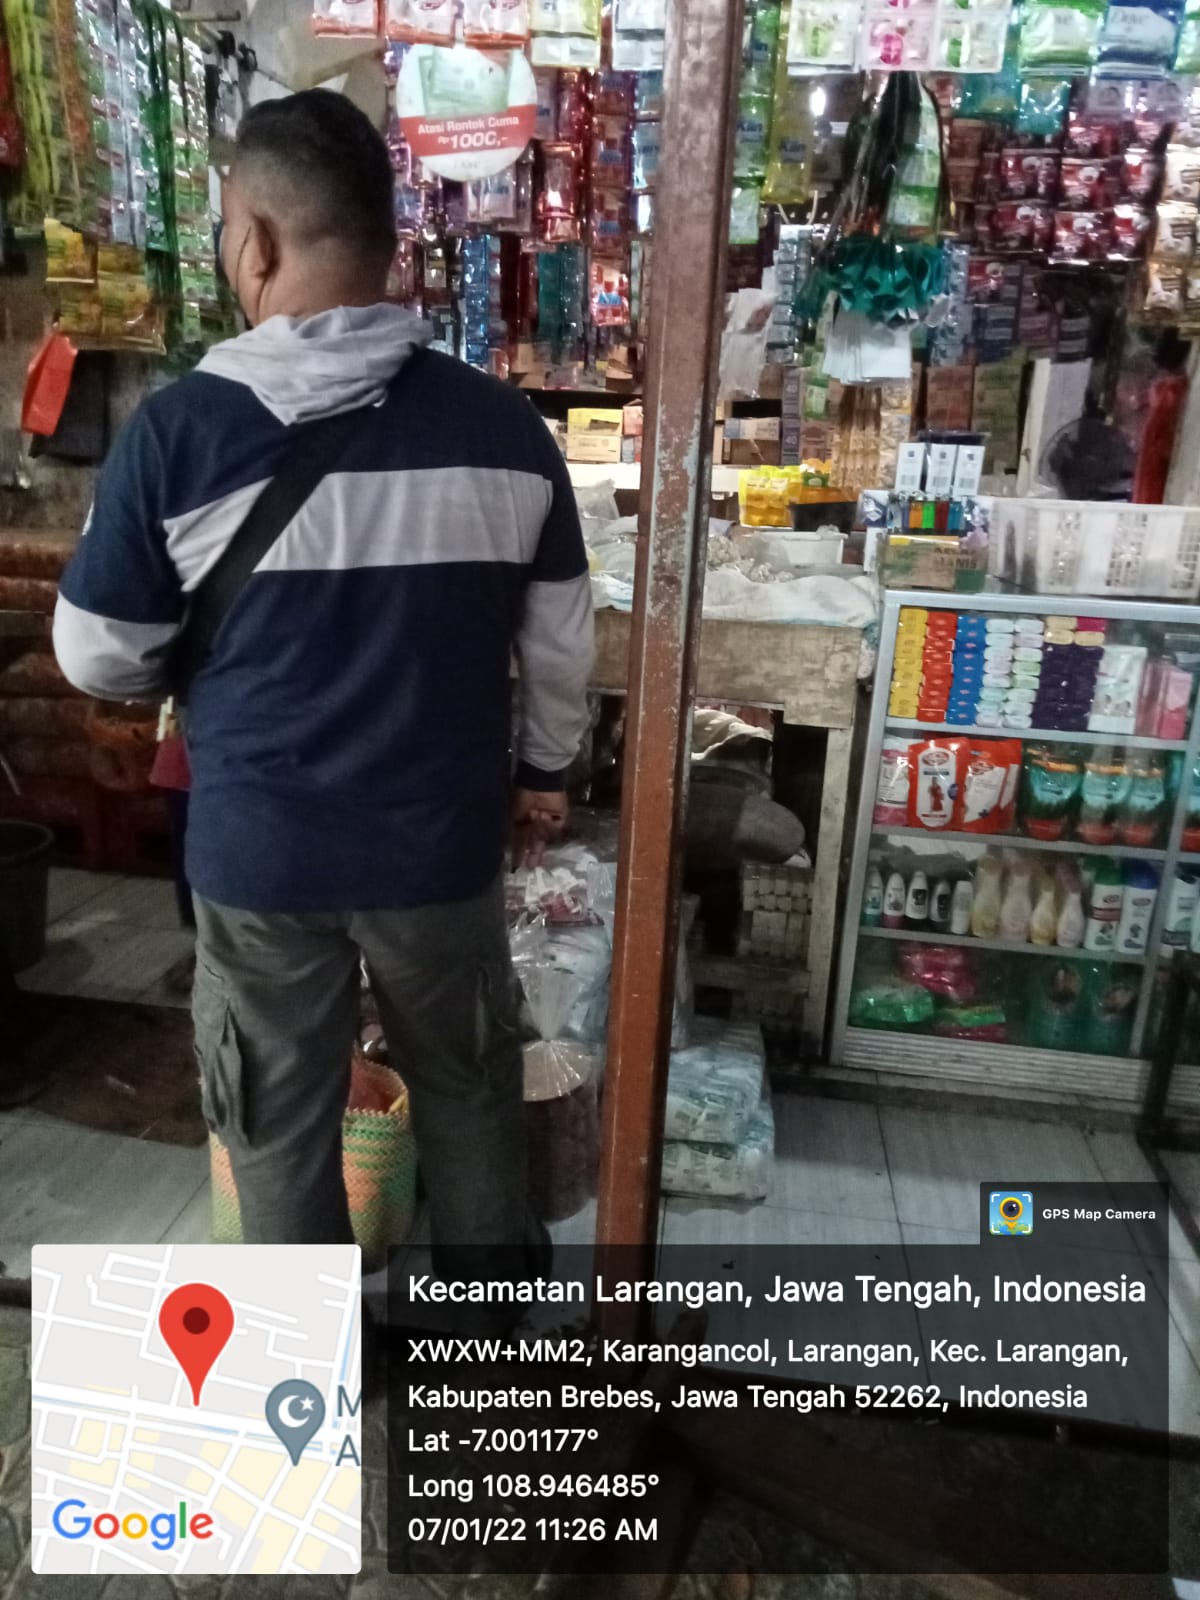 Atasi Rontok Cuma
Rp1000,-
GPS Map Camera
Kecamatan Larangan, Jawa Tengah, Indonesia
XWXW+MM2, Karangancol, Larangan, Kec. Larangan,
Kabupaten Brebes, Jawa Tengah 52262, Indonesia
Lat -7.001177°
Long 108.946485°
07/01/22 11:26 AM
M
A
Google